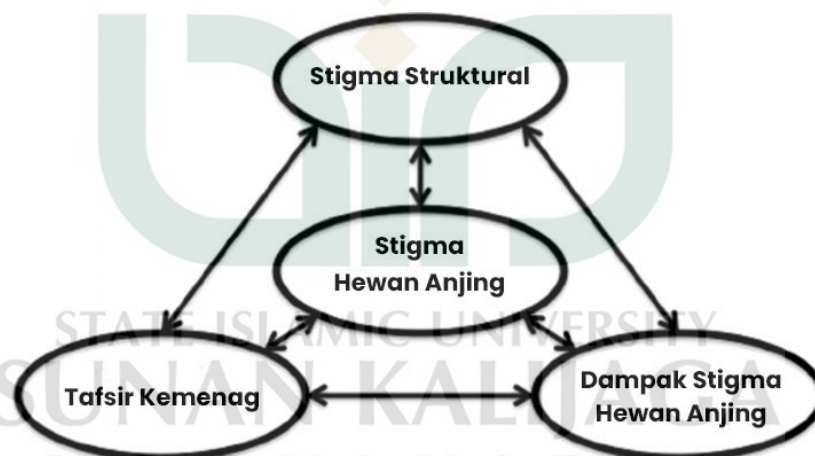 Stigma Struktural
Stigma
Hewan Anjing
STATE ISLAMIC UNIVERSITY
SUNAN KALIJAGA
Tafsir Kemenag
Dampak Stigma
Hewan Anjing